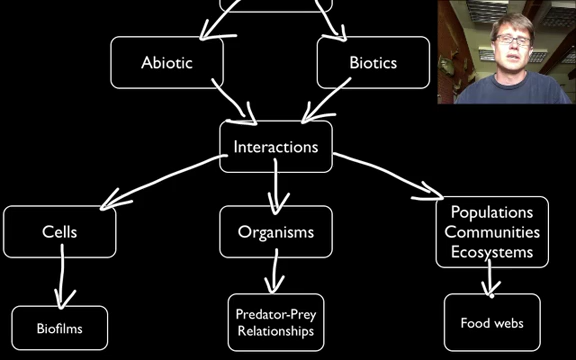 Abiotic
Biotics
Interactions
Cells
Organisms
Populations
Communities
Ecosystems
Biofilms
Predator-Prey
Relationships
Food webs